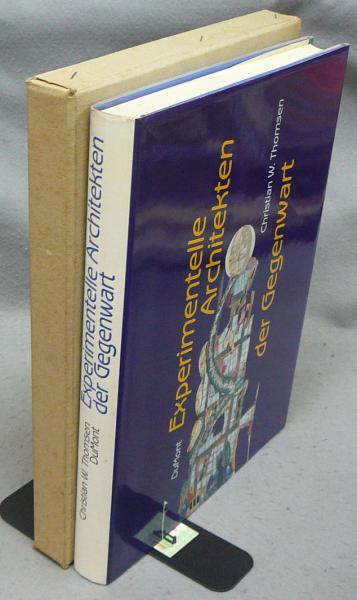 Christian W. Thomsen
DuMont
Experimentelle Architekten
der Gegenwart
DuMont
Experimentelle
Architekten
der Gegenwart
Christian W. Thomsen